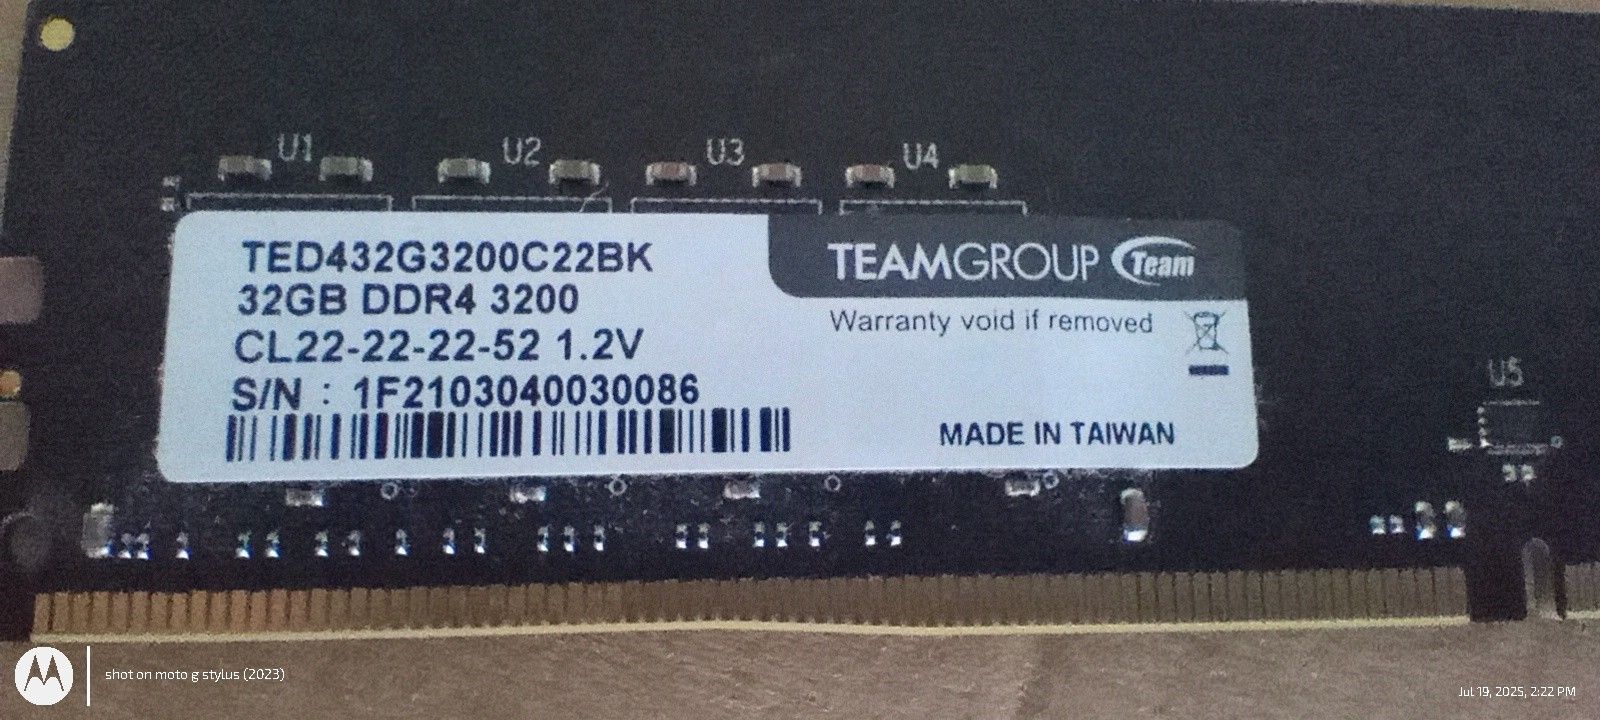 U1 U2 U3 U4
TED432G3200C22BK
32GB DDR4 3200
CL22-22-22-52 1.2V
S/N : 1F2103040030086
TEAMGROUP Team
Warranty void if removed
MADE IN TAIWAN
U5
shot on moto g stylus (2023)
Jul 19, 2025, 2:22 PM